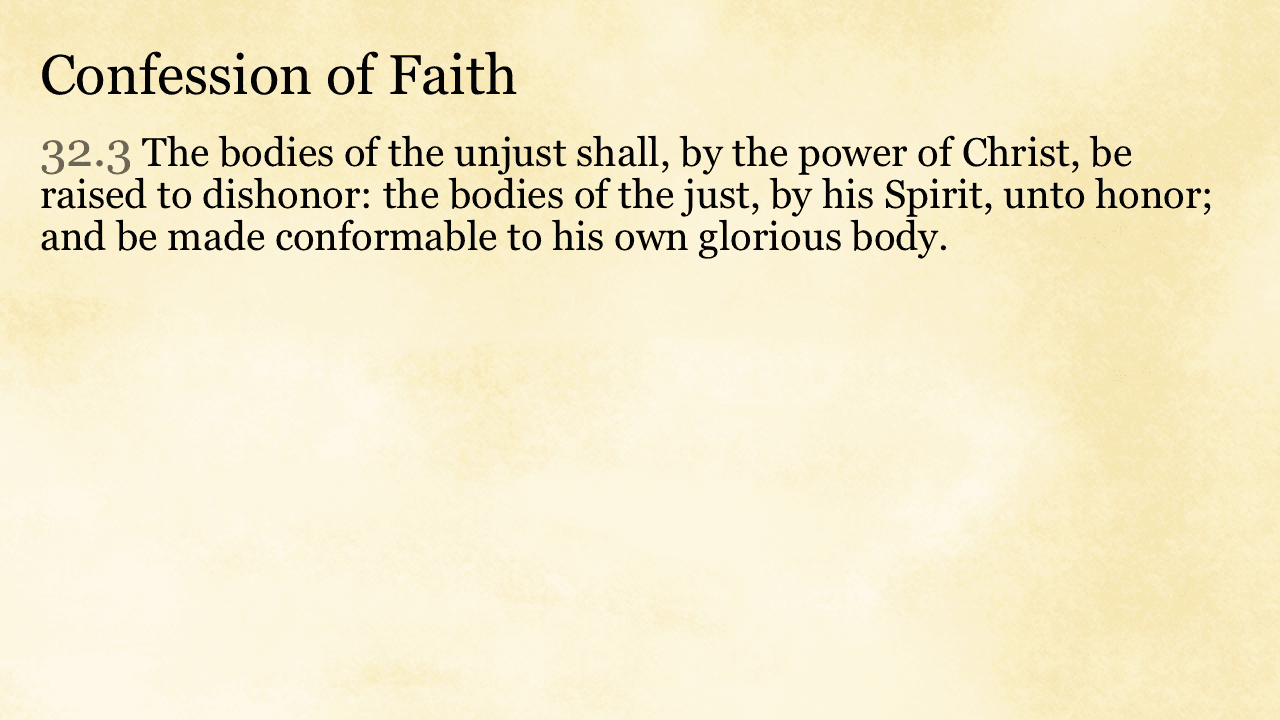 Confession of Faith
32.3 The bodies of the unjust shall, by the power of Christ, be
raised to dishonor: the bodies of the just, by his Spirit, unto honor;
and be made conformable to his own glorious body.